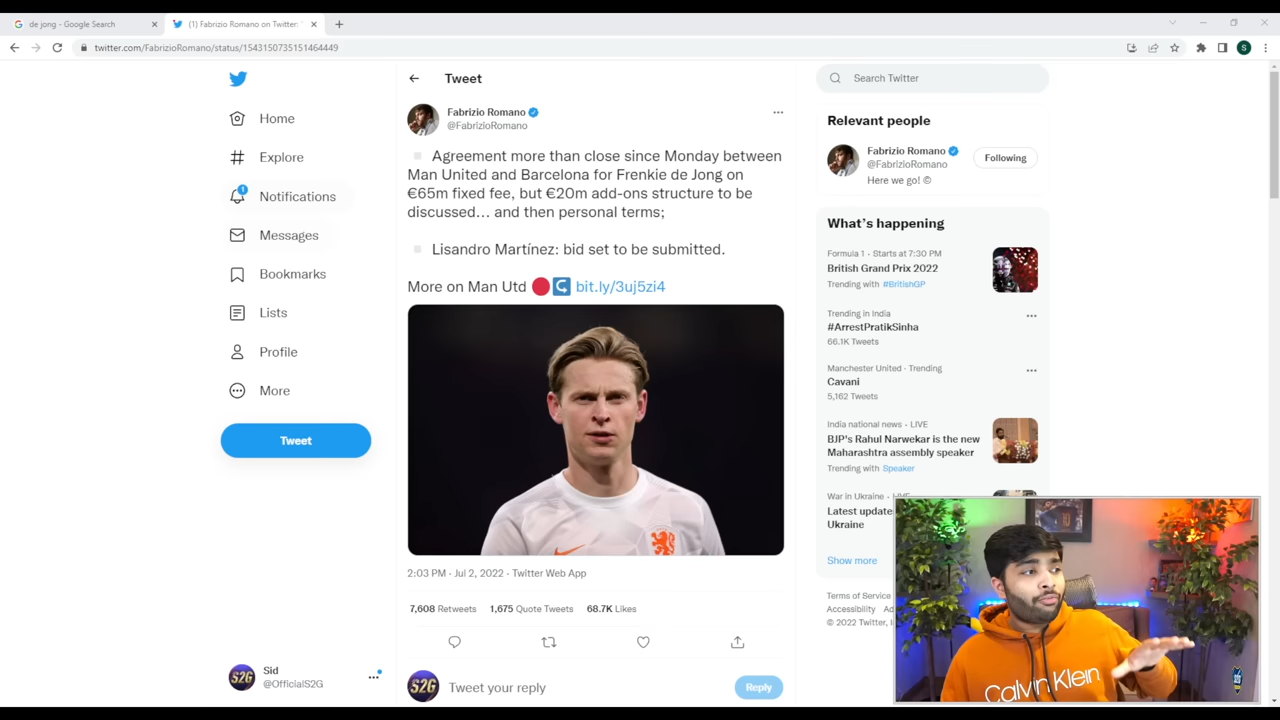 de jong - Google Search
(1) Fabrizio Romano on Twitter: "
twitter.com/FabrizioRomano/status/1543150735151464449
S
Home
Explore
1
Notifications
Messages
Bookmarks
Lists
Profile
More
Tweet
Sid
@OfficialS2G
Tweet
Fabrizio Romano
@FabrizioRomano
Agreement more than close since Monday between
Man United and Barcelona for Frenkie de Jong on
€65m fixed fee, but €20m add-ons structure to be
discussed… and then personal terms;
Lisandro Martínez: bid set to be submitted.
More on Man Utd bit.ly/3uj5zi4
2:03 PM · Jul 2, 2022 · Twitter Web App
7,608 Retweets 1,675 Quote Tweets 68.7K Likes
S2G
Tweet your reply
Reply
Search Twitter
Relevant people
Fabrizio Romano
@FabrizioRomano
Following
Here we go! ©
What's happening
Formula 1 · Starts at 7:30 PM
British Grand Prix 2022
Trending with #BritishGP
Trending in India
#ArrestPratikSinha
66.1K Tweets
Manchester United · Trending
Cavani
5,162 Tweets
India national news · LIVE
BJP's Rahul Narwekar is the new
Maharashtra assembly speaker
Trending with Speaker
War in Ukraine · LIVE
Latest update
Ukraine
Show more
Terms of Service
Accessibility Ad
© 2022 Twitter, I
Calvin Klein